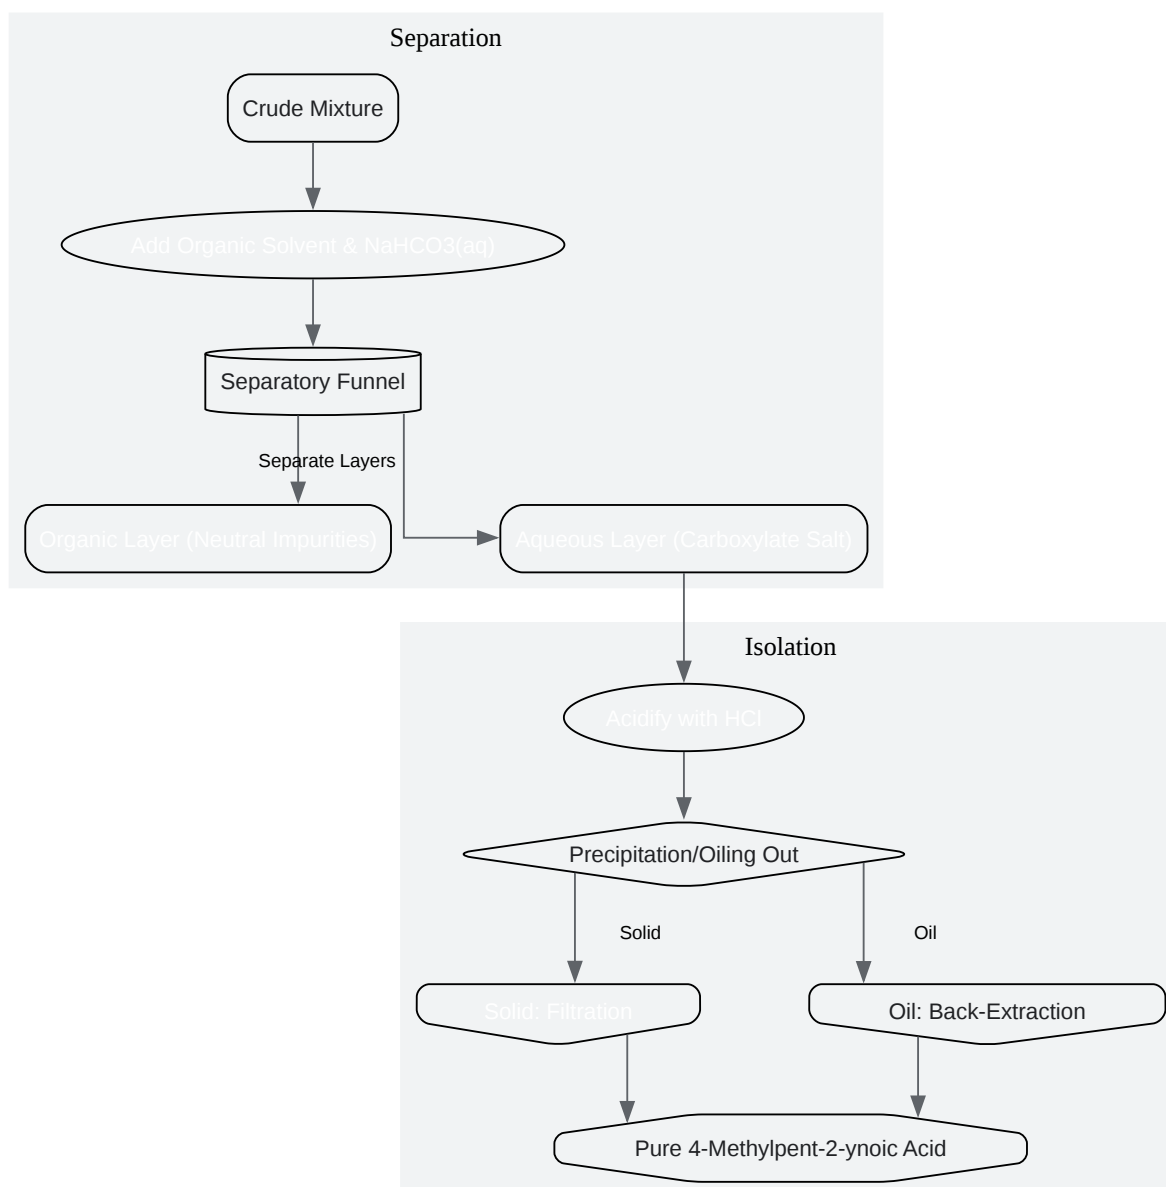 Separation
Crude Mixture
Add Organic Solvent & NaHCO3(aq)
Separatory Funnel
Separate Layers
Organic Layer (Neutral Impurities)
Aqueous Layer (Carboxylate Salt)
Isolation
Acidify with HCl
Precipitation/Oiling Out
Solid
Oil
Solid: Filtration
Oil: Back-Extraction
Pure 4-Methylpent-2-ynoic Acid